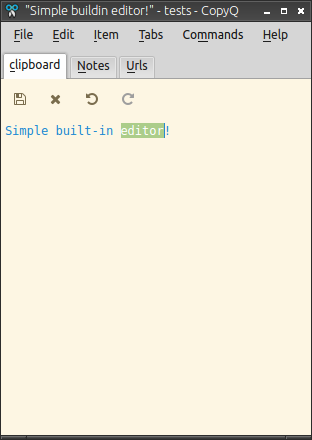 "Simple buildin editor!" - tests - CopyQ
File Edit Item Tabs Commands Help
clipboard Notes Urls
Simple built-in editor!